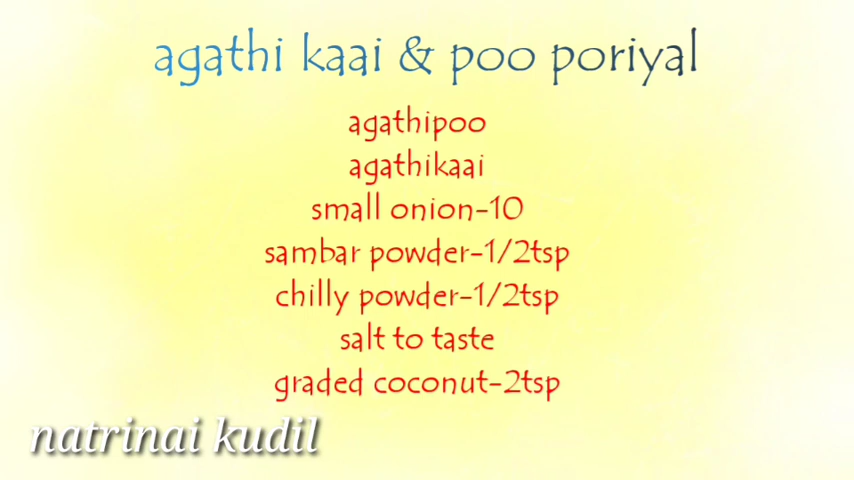 agathi kaai & poo poriyal
agathipoo
agathikaai
small onion-10
sambar powder-1/2tsp
chilly powder-1/2tsp
salt to taste
graded coconut-2tsp
natrinai kudil